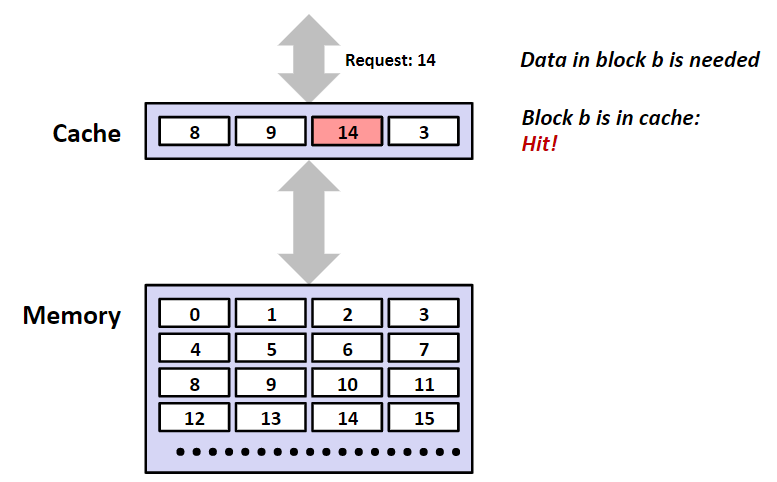 Request: 14
Data in block b is needed
Cache
8 9 14 3
Block b is in cache:
Hit!
Memory
0 1 2 3
4 5 6 7
8 9 10 11
12 13 14 15